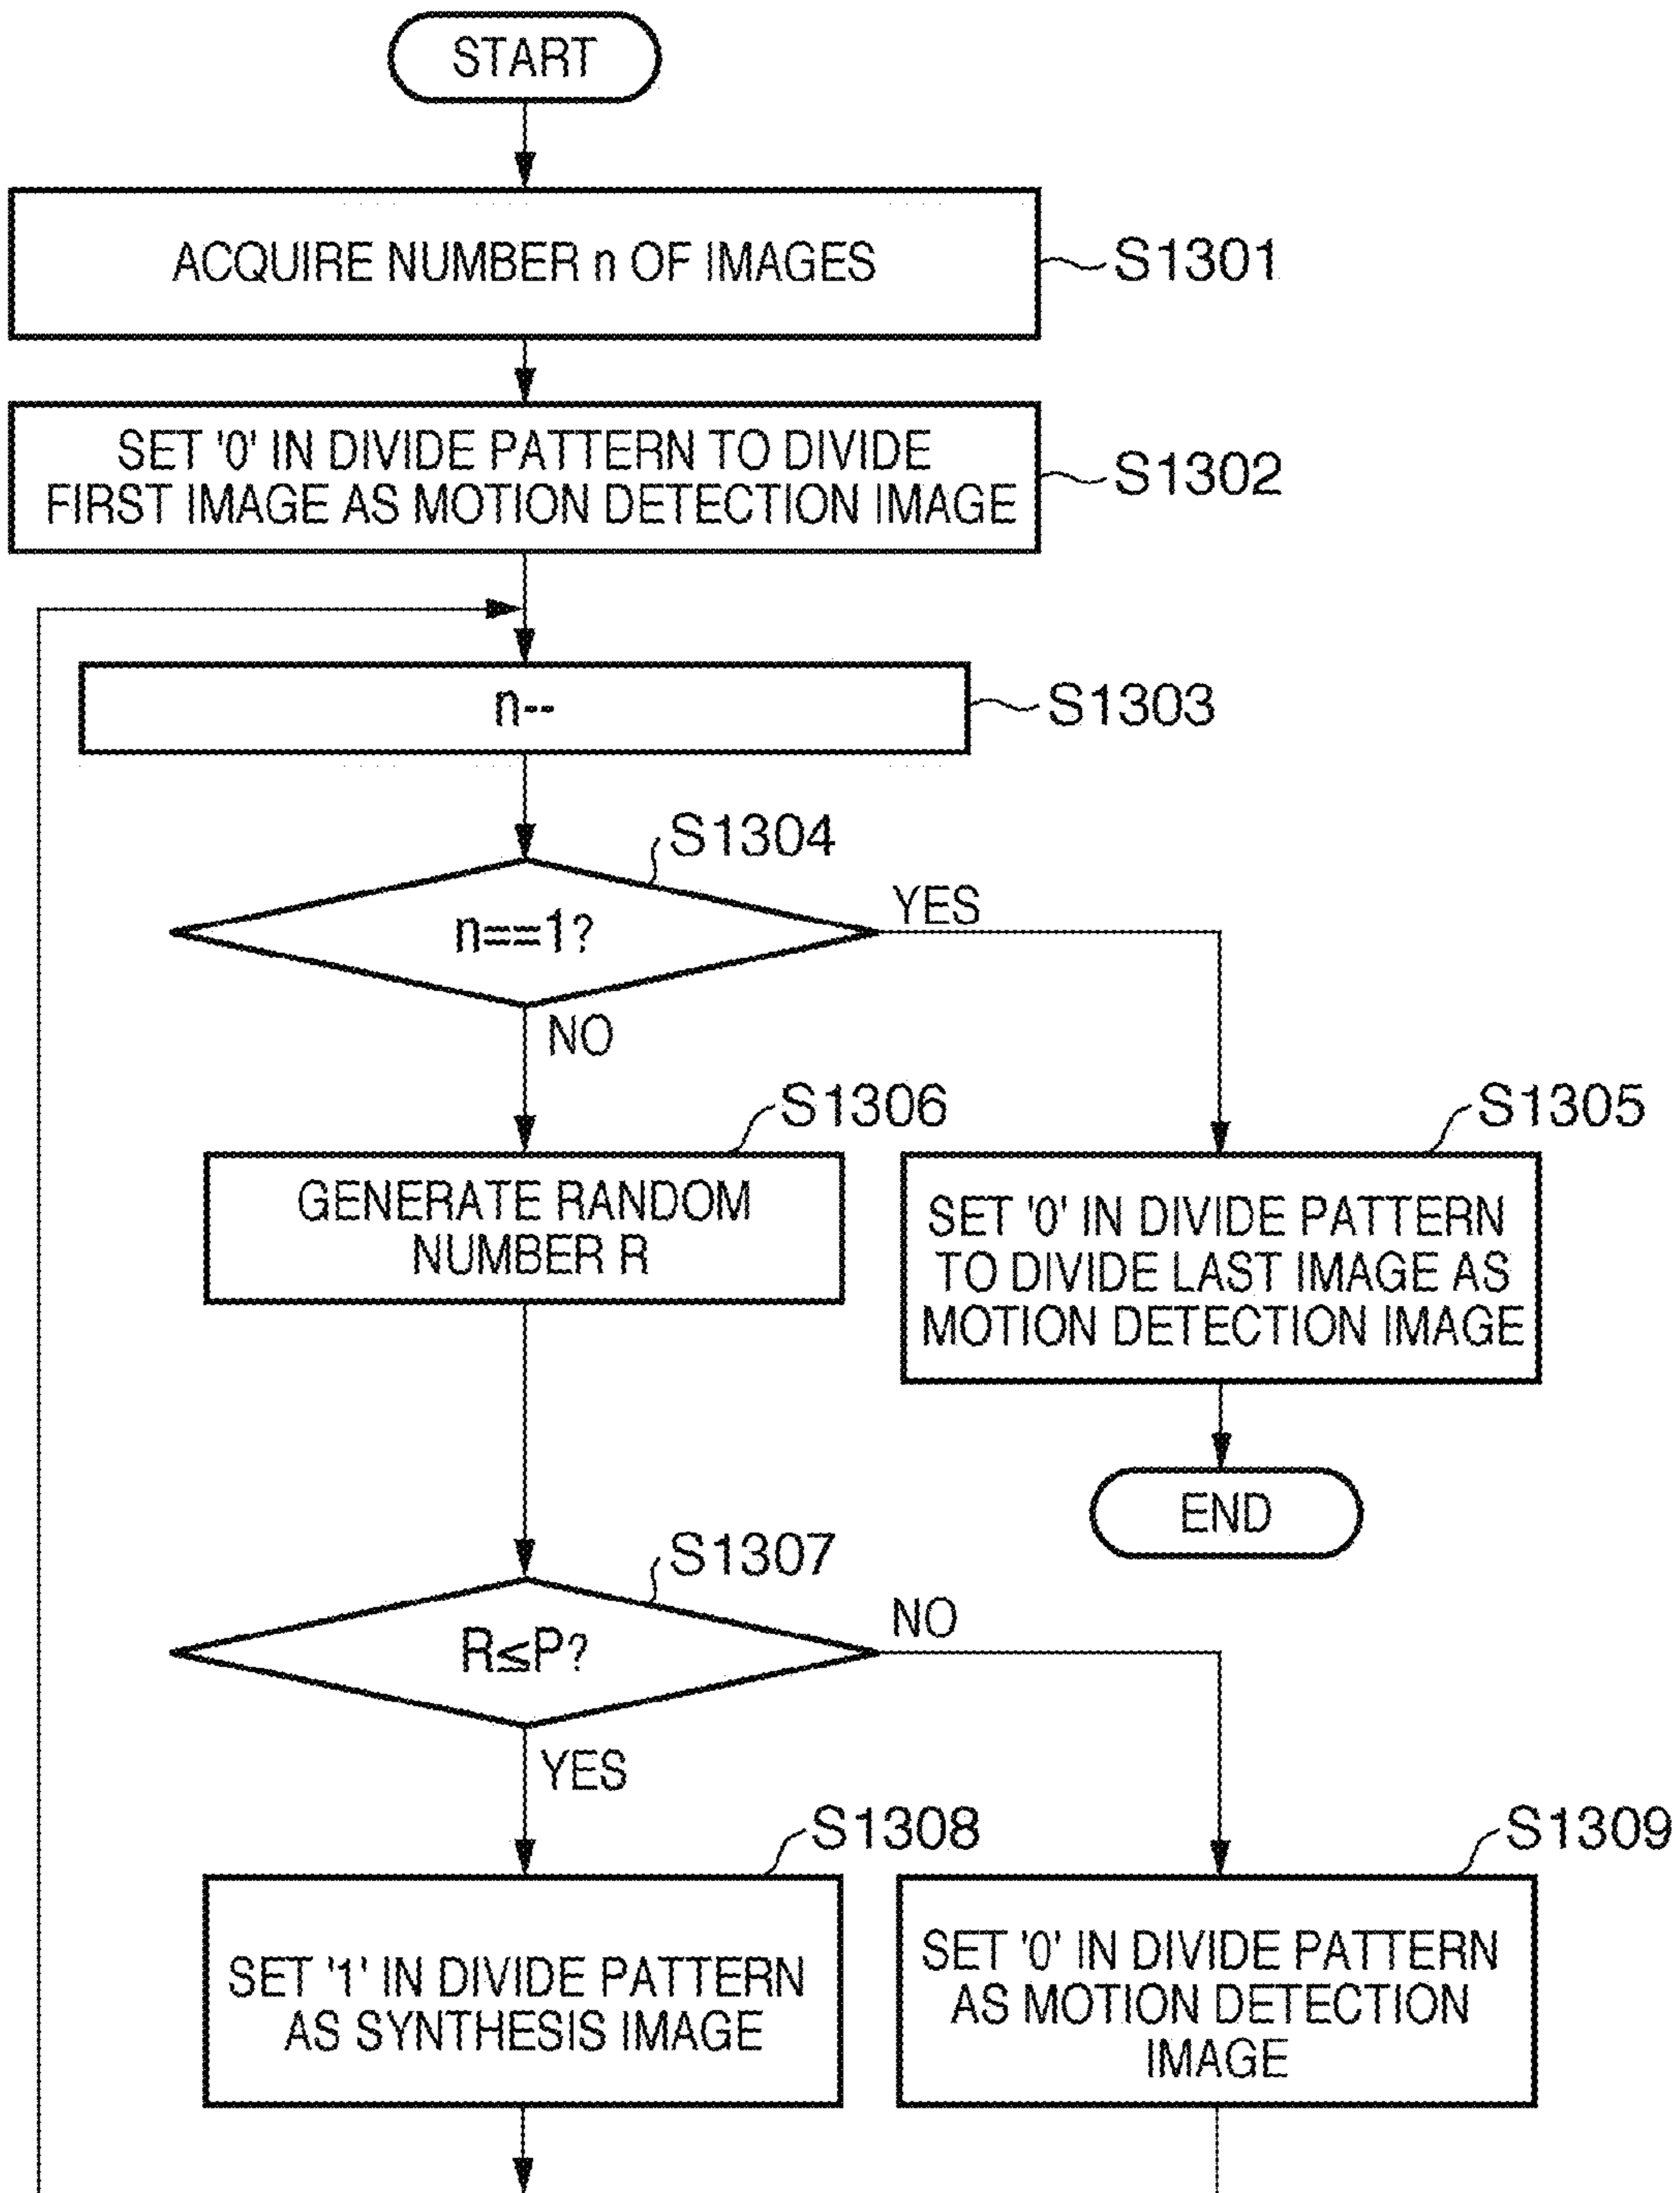 START
ACQUIRE NUMBER n OF IMAGES
S1301
SET '0' IN DIVIDE PATTERN TO DIVIDE
FIRST IMAGE AS MOTION DETECTION IMAGE
S1302
n--
S1303
S1304
n==1?
YES
NO
S1306
GENERATE RANDOM
NUMBER R
S1305
SET '0' IN DIVIDE PATTERN
TO DIVIDE LAST IMAGE AS
MOTION DETECTION IMAGE
END
S1307
R≦P?
NO
YES
S1308
SET '1' IN DIVIDE PATTERN
AS SYNTHESIS IMAGE
S1309
SET '0' IN DIVIDE PATTERN
AS MOTION DETECTION
IMAGE